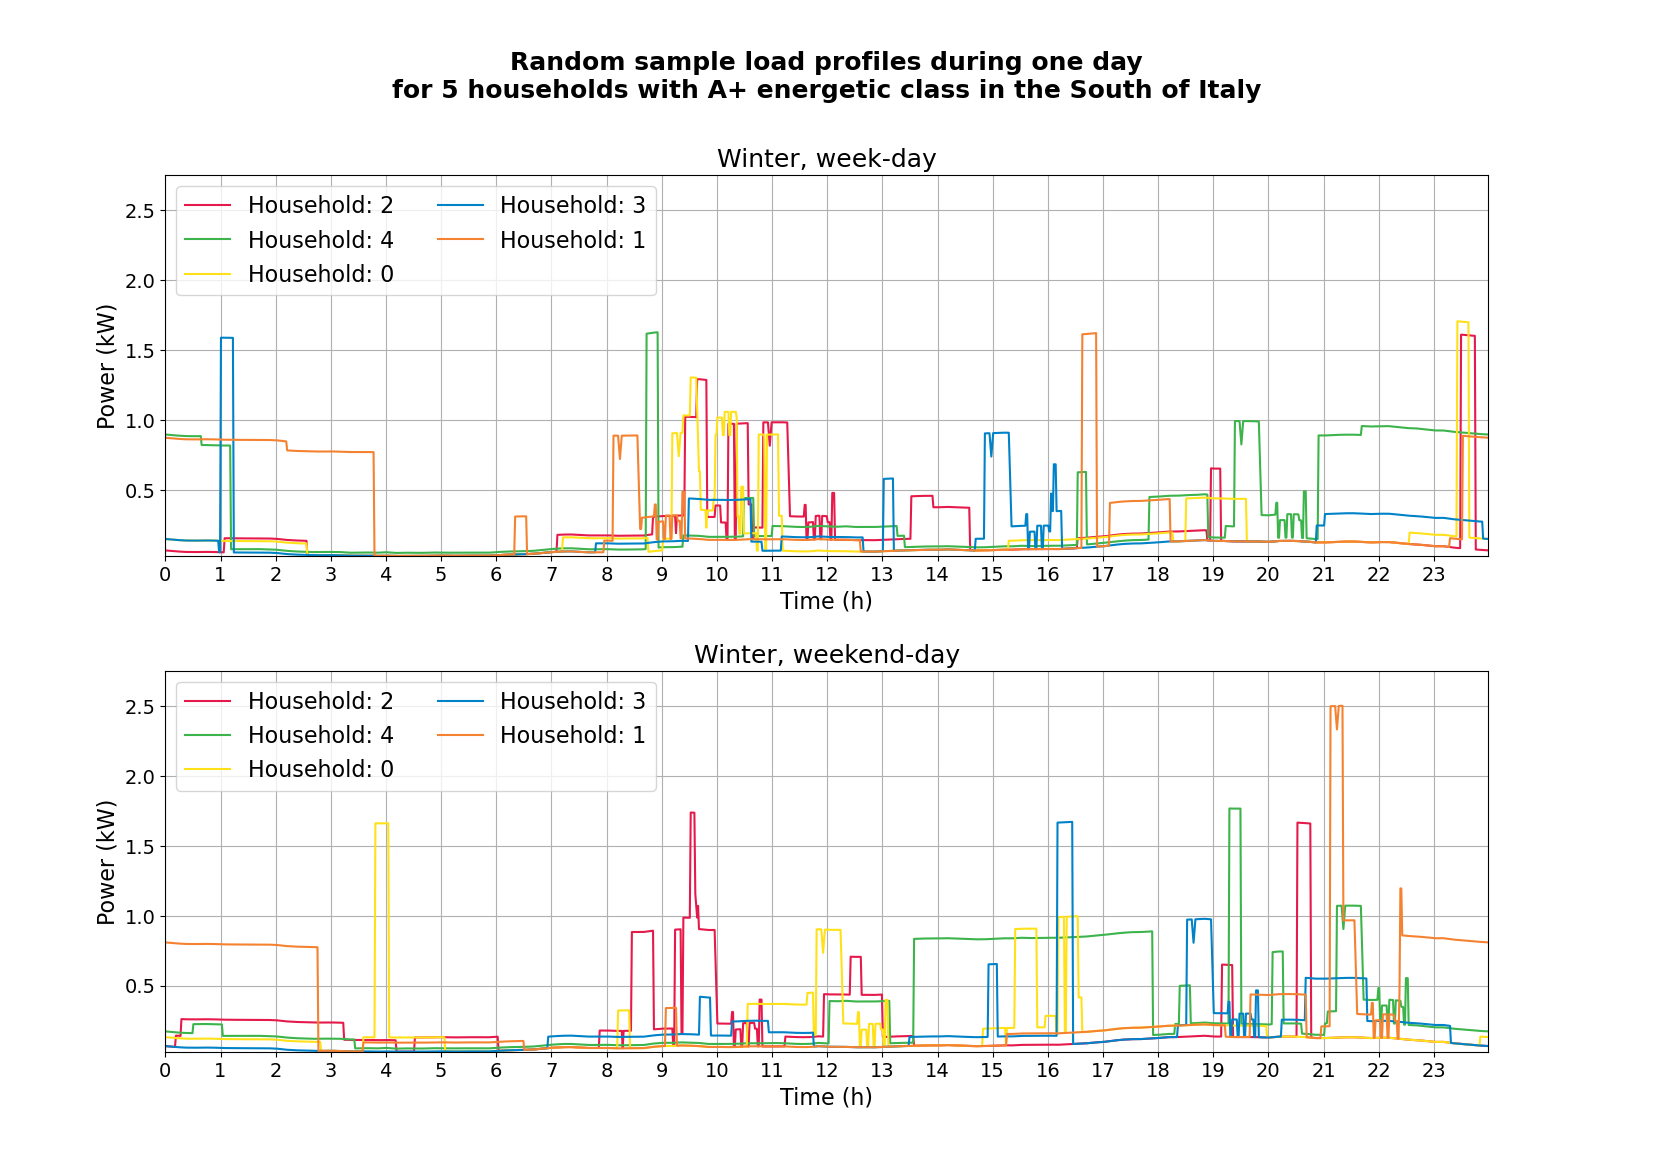 Random sample load profiles during one day
for 5 households with A+ energetic class in the South of Italy
Winter, week-day
Household: 2
Household: 4
Household: 0
Household: 3
Household: 1
2.5
2.0
1.5
1.0
0.5
Power (kW)
0 1 2 3 4 5 6 7 8 9 10 11 12 13 14 15 16 17 18 19 20 21 22 23
Time (h)
Winter, weekend-day
Household: 2
Household: 4
Household: 0
Household: 3
Household: 1
2.5
2.0
1.5
1.0
0.5
Power (kW)
0 1 2 3 4 5 6 7 8 9 10 11 12 13 14 15 16 17 18 19 20 21 22 23
Time (h)